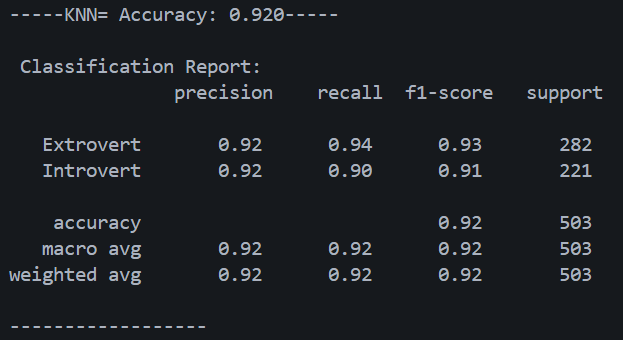 -----KNN= Accuracy: 0.920-----
Classification Report:
precision recall f1-score support
Extrovert 0.92 0.94 0.93 282
Introvert 0.92 0.90 0.91 221
accuracy 0.92 503
macro avg 0.92 0.92 0.92 503
weighted avg 0.92 0.92 0.92 503
------------------